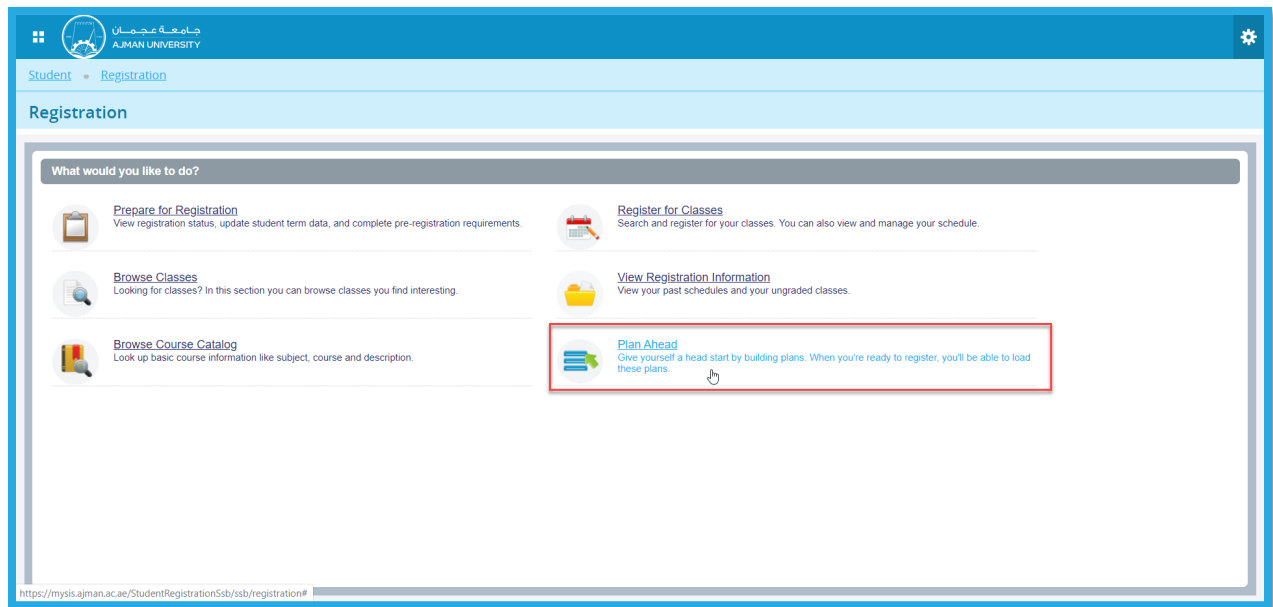 جامعة عجمان
AJMAN UNIVERSITY
Student • Registration
Registration
What would you like to do?
Prepare for Registration
View registration status, update student term data, and complete pre-registration requirements.
Register for Classes
Search and register for your classes. You can also view and manage your schedule.
Browse Classes
Looking for classes? In this section you can browse classes you find interesting.
View Registration Information
View your past schedules and your ungraded classes.
Browse Course Catalog
Look up basic course information like subject, course and description.
Plan Ahead
Give yourself a head start by building plans. When you're ready to register, you'll be able to load
these plans.
https://mysis.ajman.ac.ae/StudentRegistrationSsb/ssb/registration#